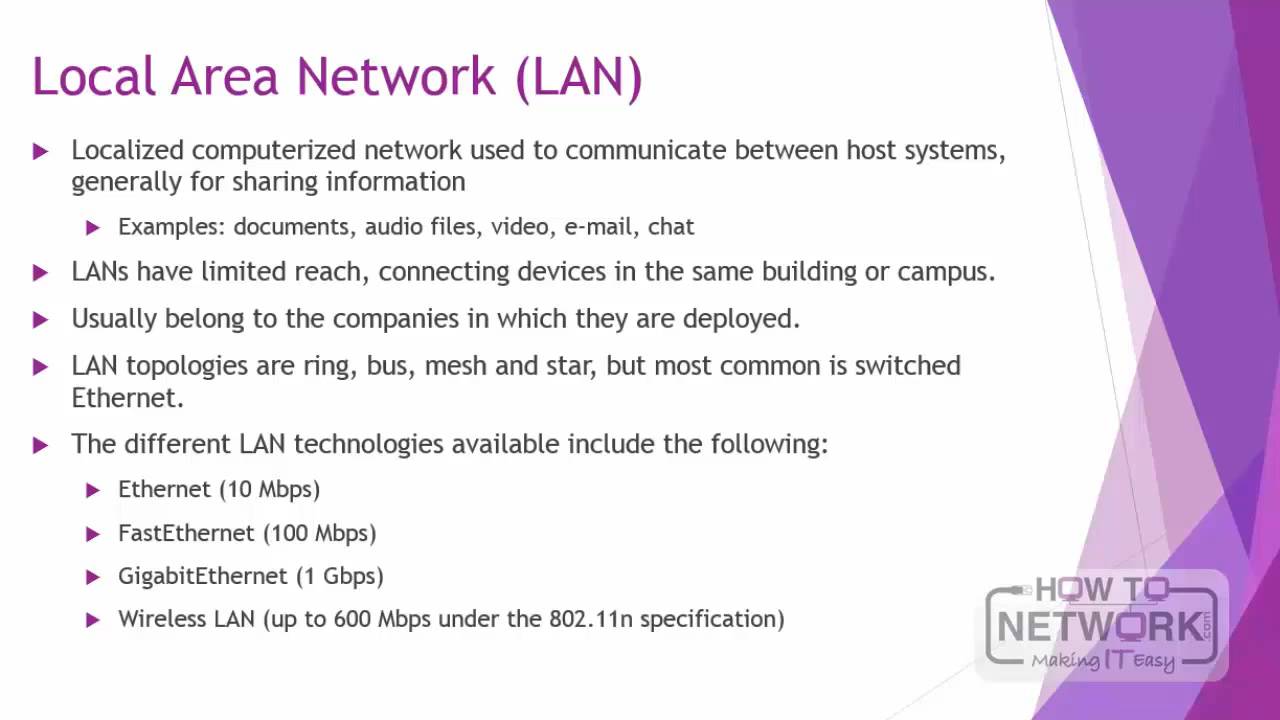 Local Area Network (LAN)
Localized computerized network used to communicate between host systems,
generally for sharing information
Examples: documents, audio files, video, e-mail, chat
LANs have limited reach, connecting devices in the same building or campus.
Usually belong to the companies in which they are deployed.
LAN topologies are ring, bus, mesh and star, but most common is switched
Ethernet.
The different LAN technologies available include the following:
Ethernet (10 Mbps)
FastEthernet (100 Mbps)
GigabitEthernet (1 Gbps)
Wireless LAN (up to 600 Mbps under the 802.11n specification)
HOW TO
NETWORK.com
Making IT Easy